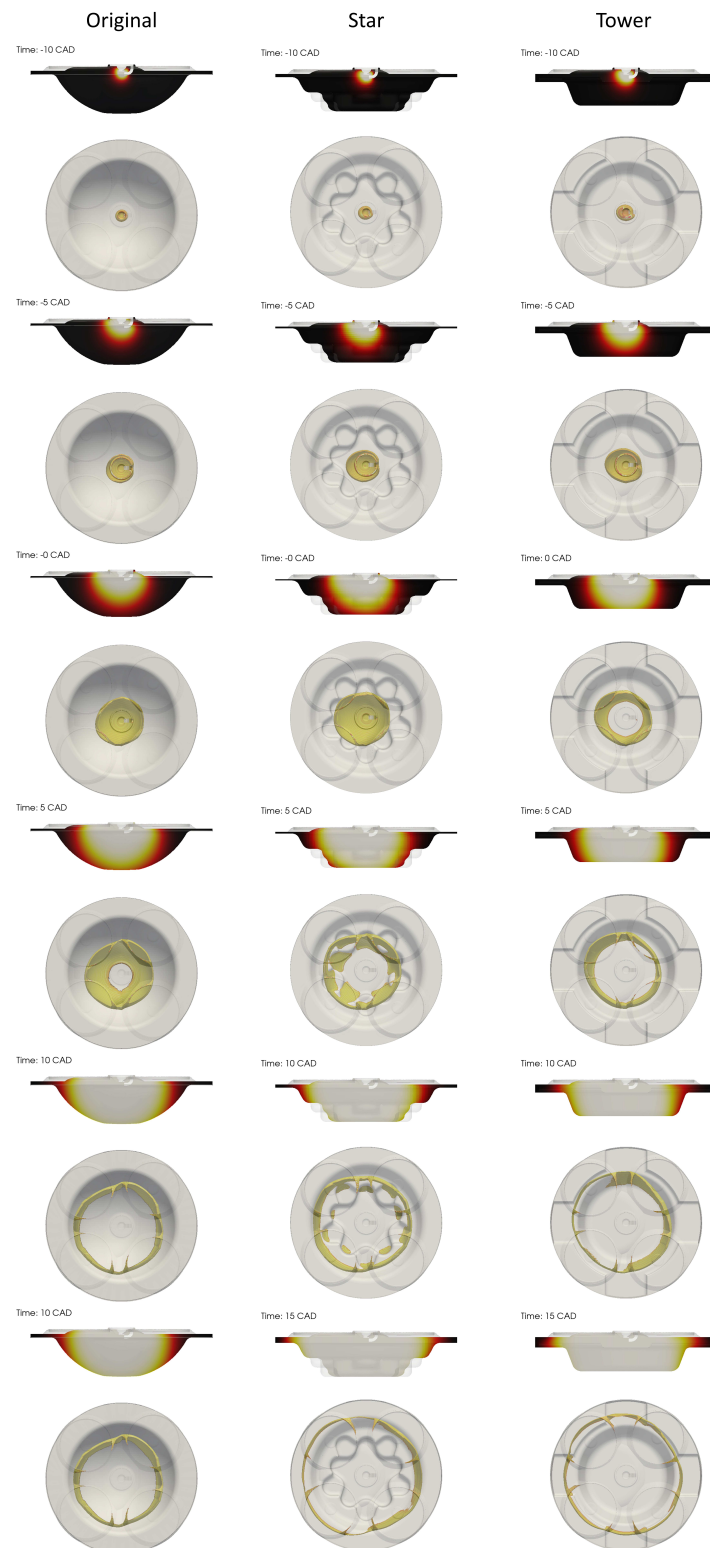 Original Star Tower
Time: -10 CAD Time: -10 CAD Time: -10 CAD
Time: -5 CAD Time: -5 CAD Time: -5 CAD
Time: -0 CAD Time: -0 CAD Time: 0 CAD
Time: 5 CAD Time: 5 CAD Time: 5 CAD
Time: 10 CAD Time: 10 CAD Time: 10 CAD
Time: 10 CAD Time: 15 CAD Time: 15 CAD